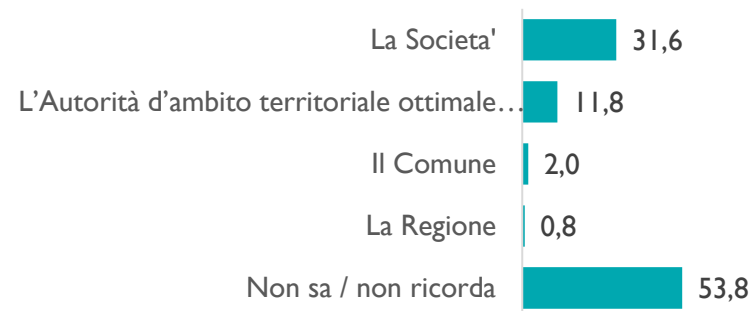 La Societa' 31,6
L’Autorità d’ambito territoriale ottimale… 11,8
Il Comune 2,0
La Regione 0,8
Non sa / non ricorda 53,8